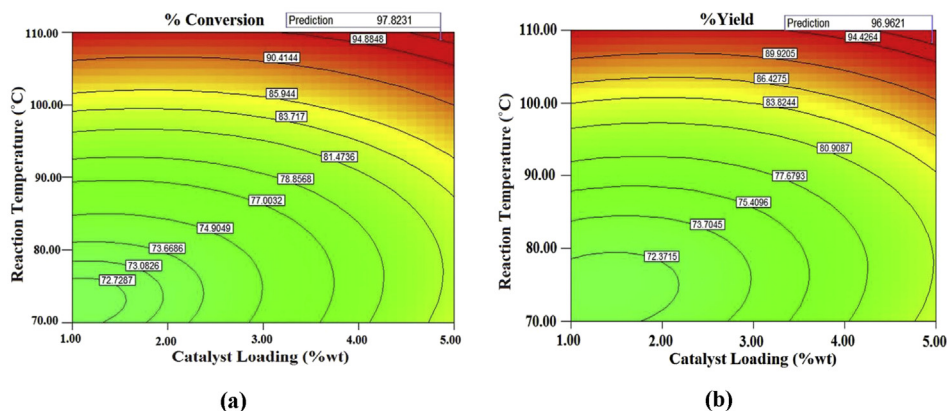 % Conversion
Prediction 97.8231
110.00
94.8848
90.4144
100.00
85.944
83.717
81.4736
90.00
78.8568
77.0032
80.00
74.9049
73.6686
73.0826
72.7287
70.00
1.00 2.00 3.00 4.00 5.00
Reaction Temperature (°C)
Catalyst Loading (%wt)
(a)
%Yield
Prediction 96.9621
110.00
94.4264
89.9205
86.4275
100.00
83.8244
80.9087
90.00
77.6793
75.4096
73.7045
80.00
72.3715
70.00
1.00 2.00 3.00 4.00 5.00
Reaction Temperature (°C)
Catalyst Loading (%wt)
(b)